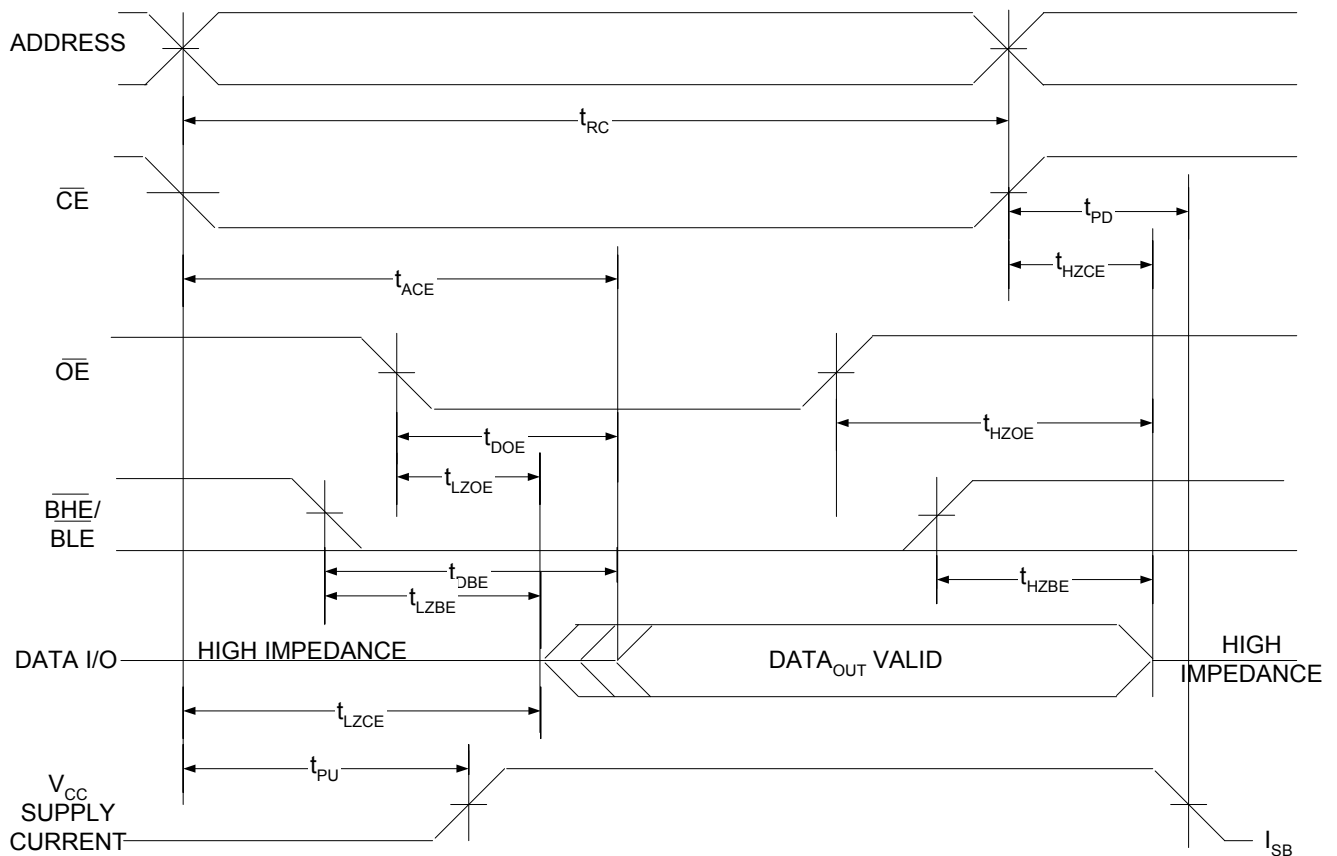 ADDRESS
tRC
CE
tPD
tHZCE
tACE
OE
tDOE
tHZOE
tLZOE
BHE/
BLE
tDBE
tHZBE
tLZBE
DATA I/O
HIGH IMPEDANCE
DATAOUT VALID
HIGH
IMPEDANCE
tLZCE
tPU
VCC
SUPPLY
CURRENT
ISB